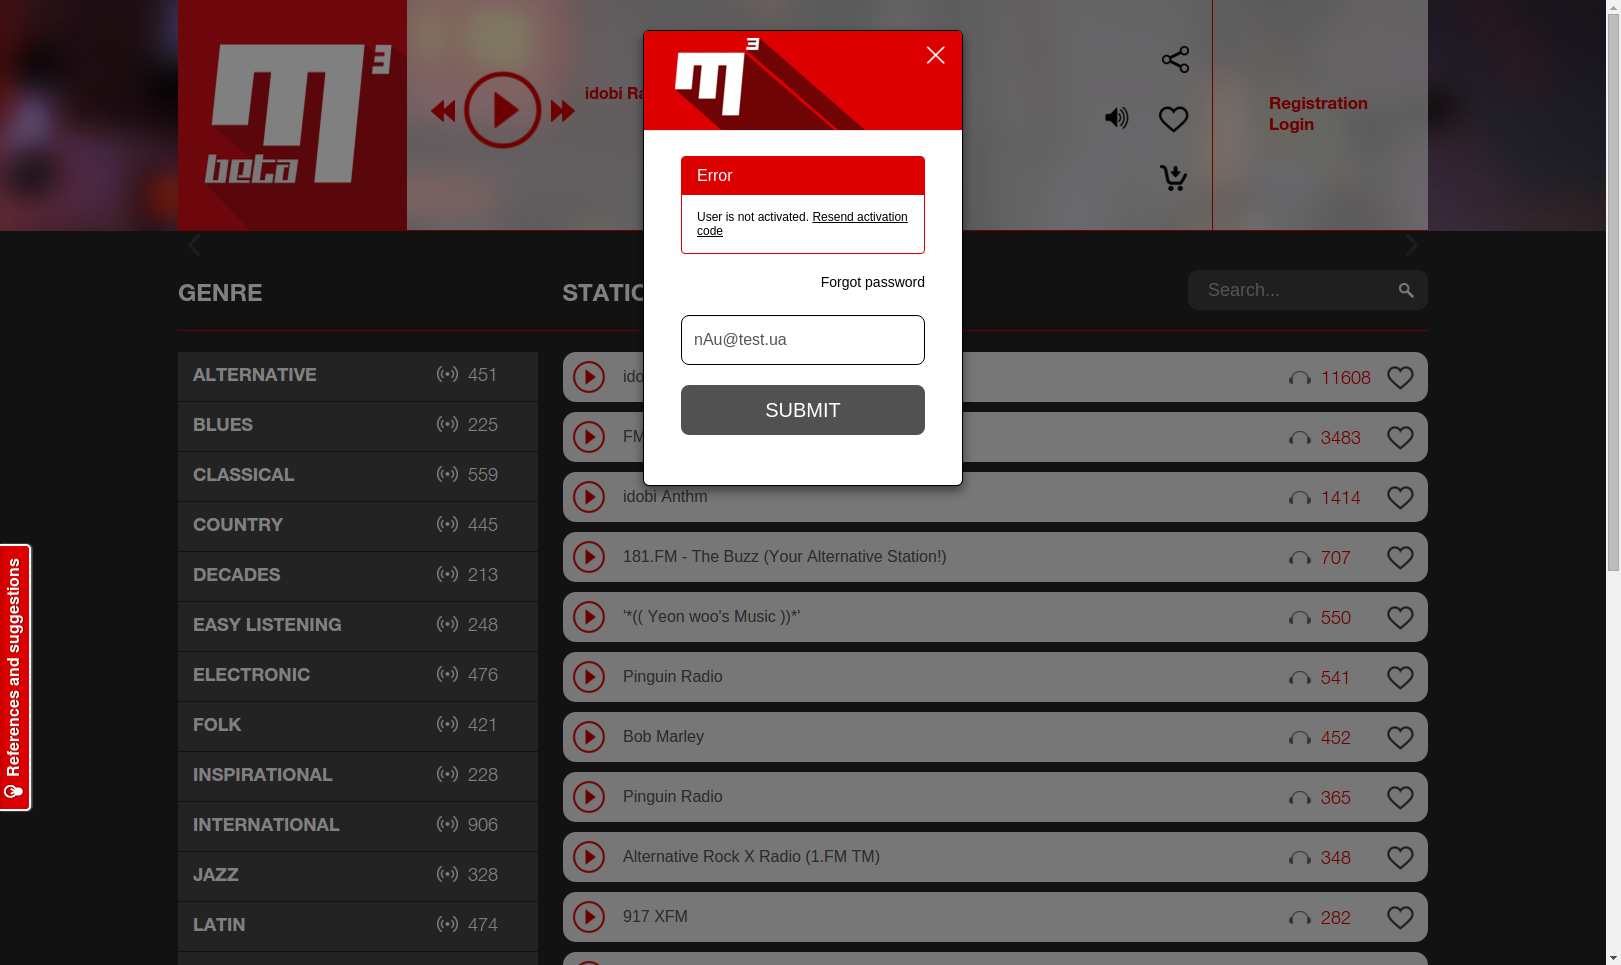 m3
beta
idobi Ra
Registration
Login
m3
Error
User is not activated. Resend activation
code
Forgot password
nAu@test.ua
SUBMIT
GENRE
STATIO
Search...
ALTERNATIVE 451
BLUES 225
CLASSICAL 559
COUNTRY 445
DECADES 213
EASY LISTENING 248
ELECTRONIC 476
FOLK 421
INSPIRATIONAL 228
INTERNATIONAL 906
JAZZ 328
LATIN 474
ido 11608
FM 3483
idobi Anthm 1414
181.FM - The Buzz (Your Alternative Station!) 707
'*(( Yeon woo's Music ))*' 550
Pinguin Radio 541
Bob Marley 452
Pinguin Radio 365
Alternative Rock X Radio (1.FM TM) 348
917 XFM 282
References and suggestions